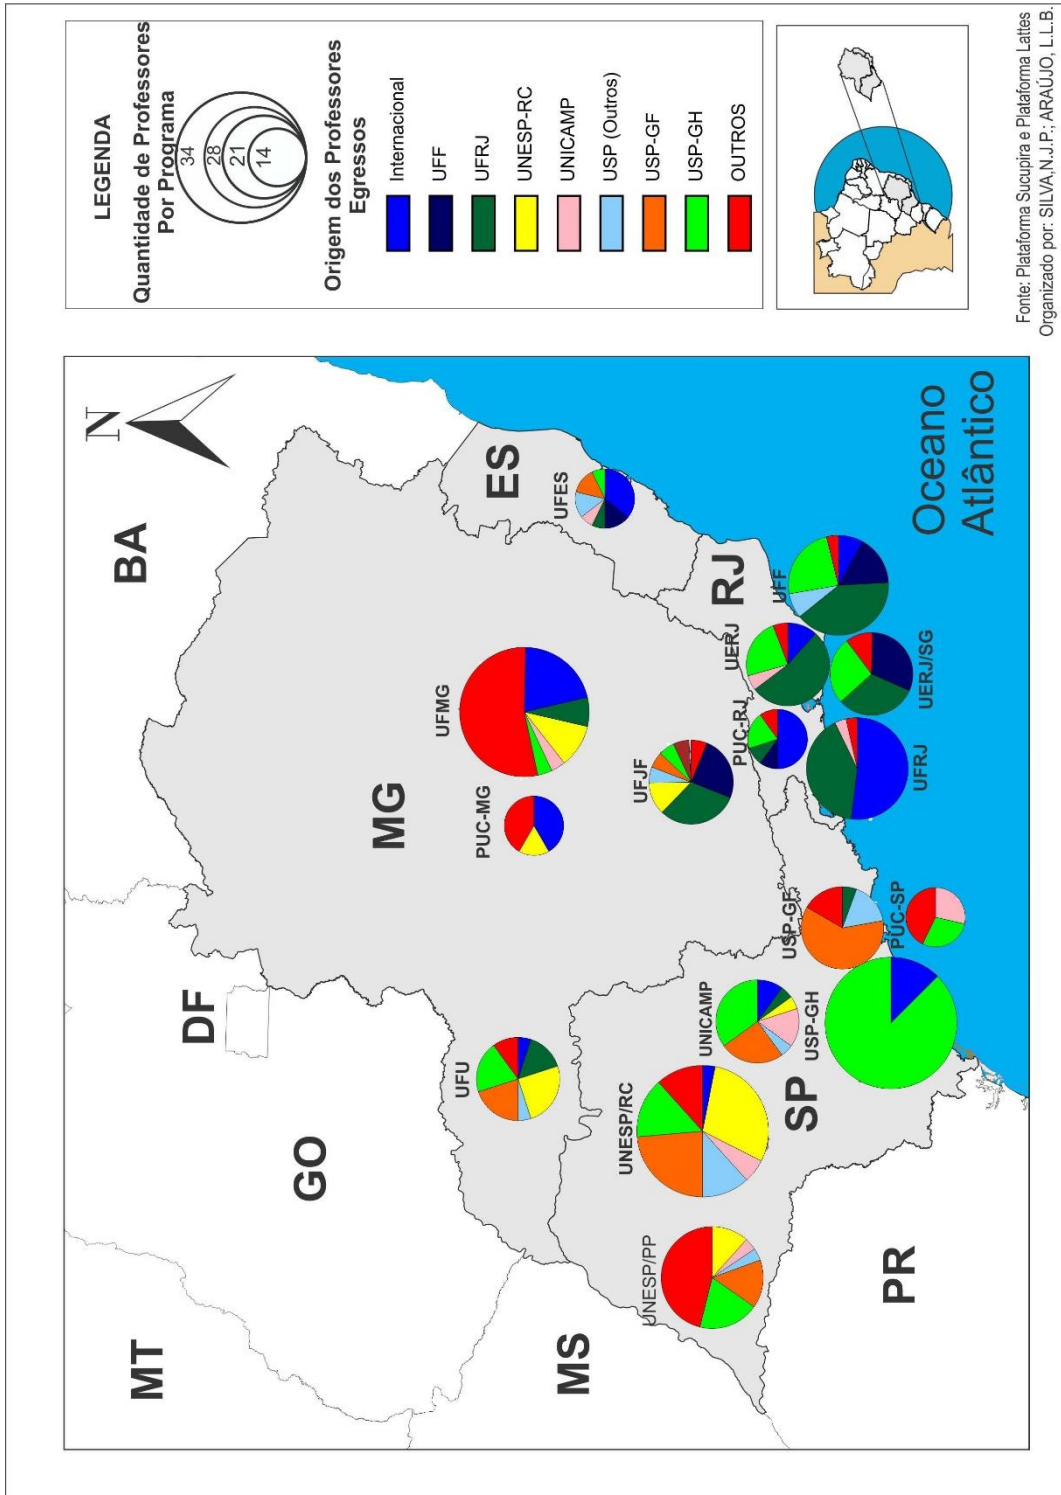 BA
MT
GO
DF
MG
ES
MS
SP
RJ
PR
N
UFES
UFMG
PUC-MG
UFJF
UFU
UNESP/RC
UNESP/PP
UNICAMP
USP-GH
USP-GF
PUC-SP
PUC-RJ
UERJ
UFF
UERJ/SG
UFRJ
Oceano
Atlântico
LEGENDA
Quantidade de Professores
Por Programa
34
28
21
14
Origem dos Professores
Egressos
Internacional
UFF
UFRJ
UNESP-RC
UNICAMP
USP (Outros)
USP-GF
USP-GH
OUTROS
Fonte: Plataforma Sucupira e Plataforma Lattes
Organizado por: SILVA,N.J.P.; ARAÚJO, L.L.B.